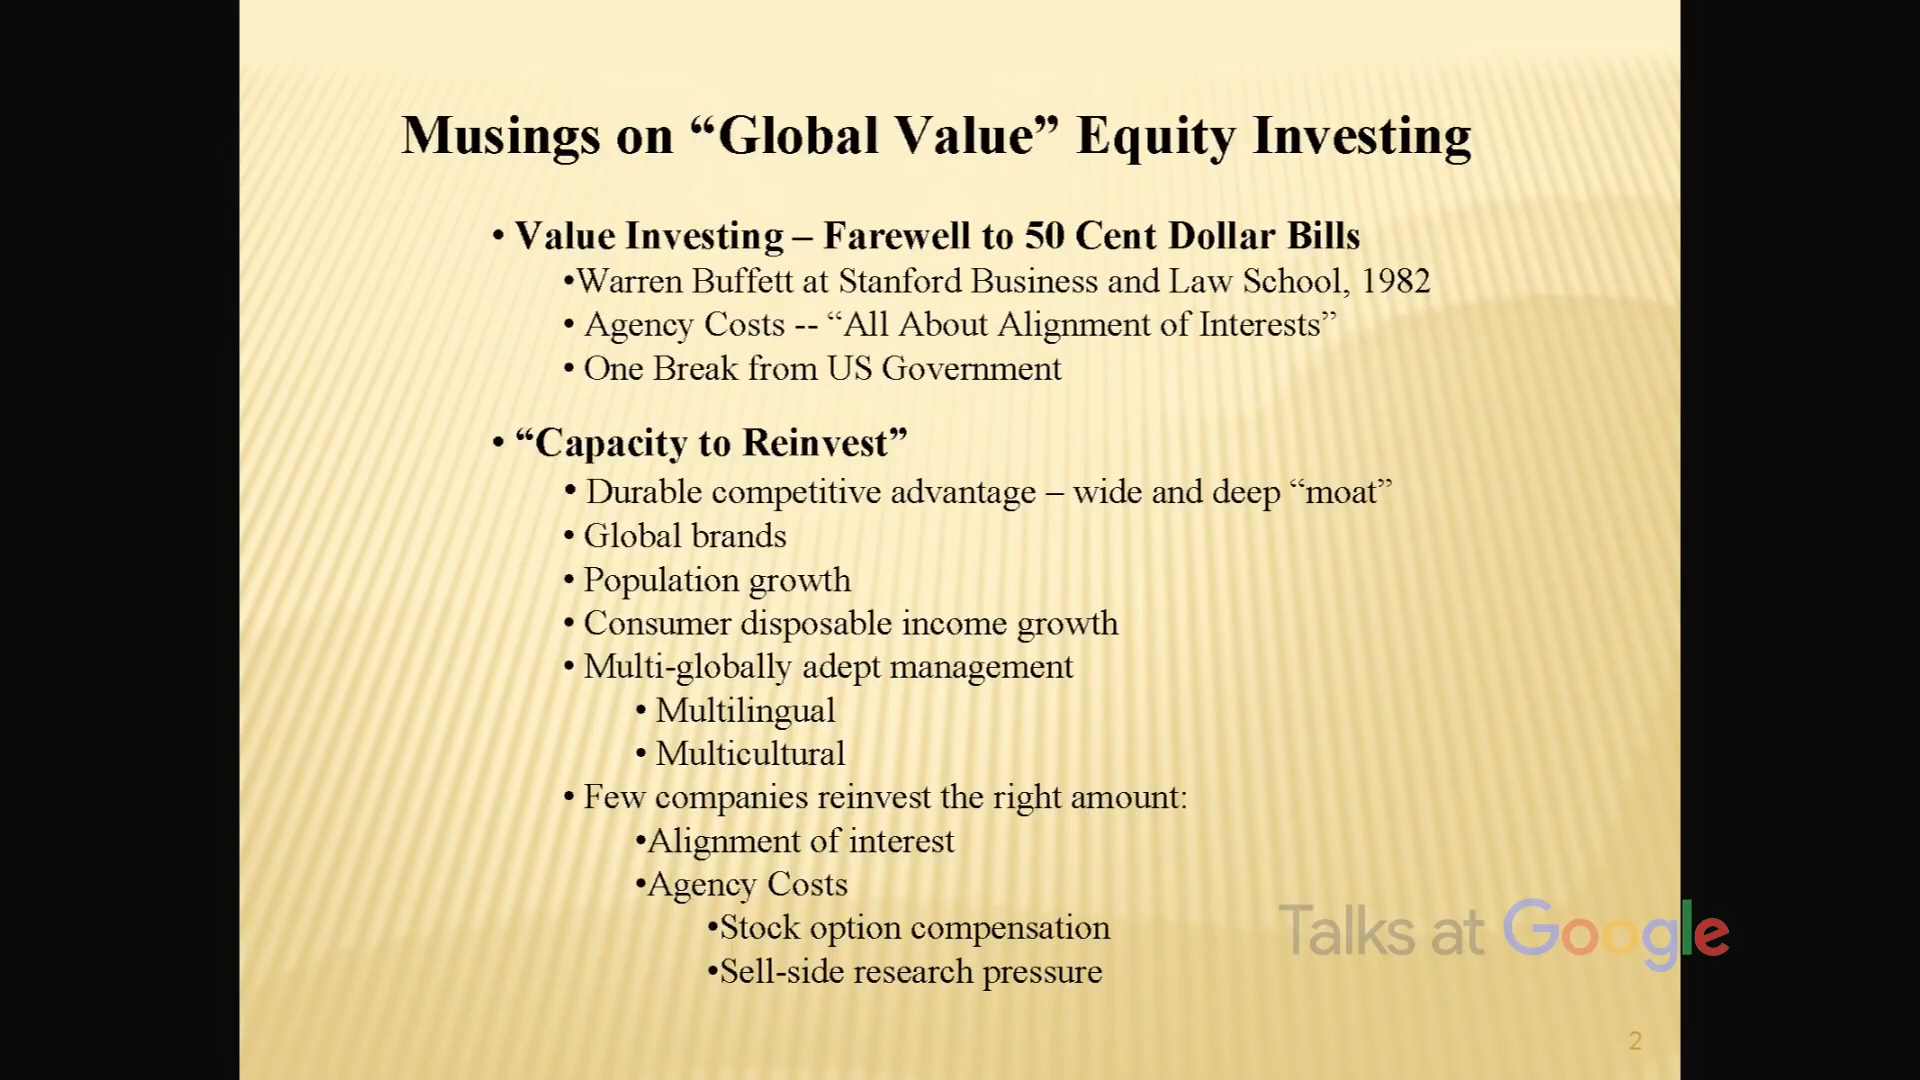 Musings on “Global Value” Equity Investing
• Value Investing – Farewell to 50 Cent Dollar Bills
•Warren Buffett at Stanford Business and Law School, 1982
• Agency Costs -- “All About Alignment of Interests”
• One Break from US Government
• “Capacity to Reinvest”
• Durable competitive advantage – wide and deep “moat”
• Global brands
• Population growth
• Consumer disposable income growth
• Multi-globally adept management
• Multilingual
• Multicultural
• Few companies reinvest the right amount:
•Alignment of interest
•Agency Costs
•Stock option compensation
•Sell-side research pressure
Talks at Google
2